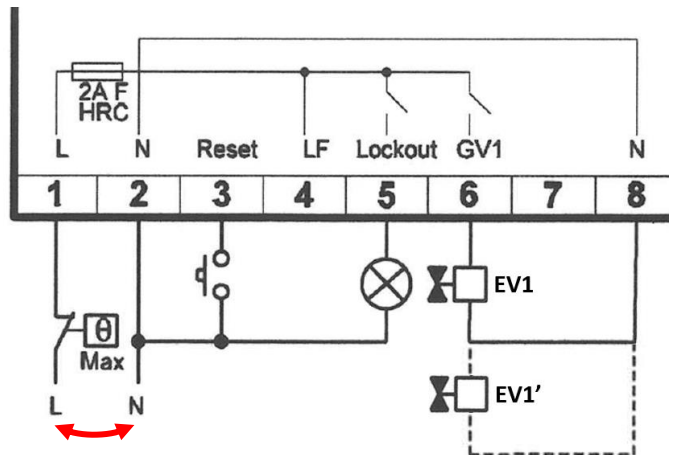 2A F
HRC
L N Reset LF Lockout GV1 N
1 2 3 4 5 6 7 8
EV1
θ
Max
EV1’
L N